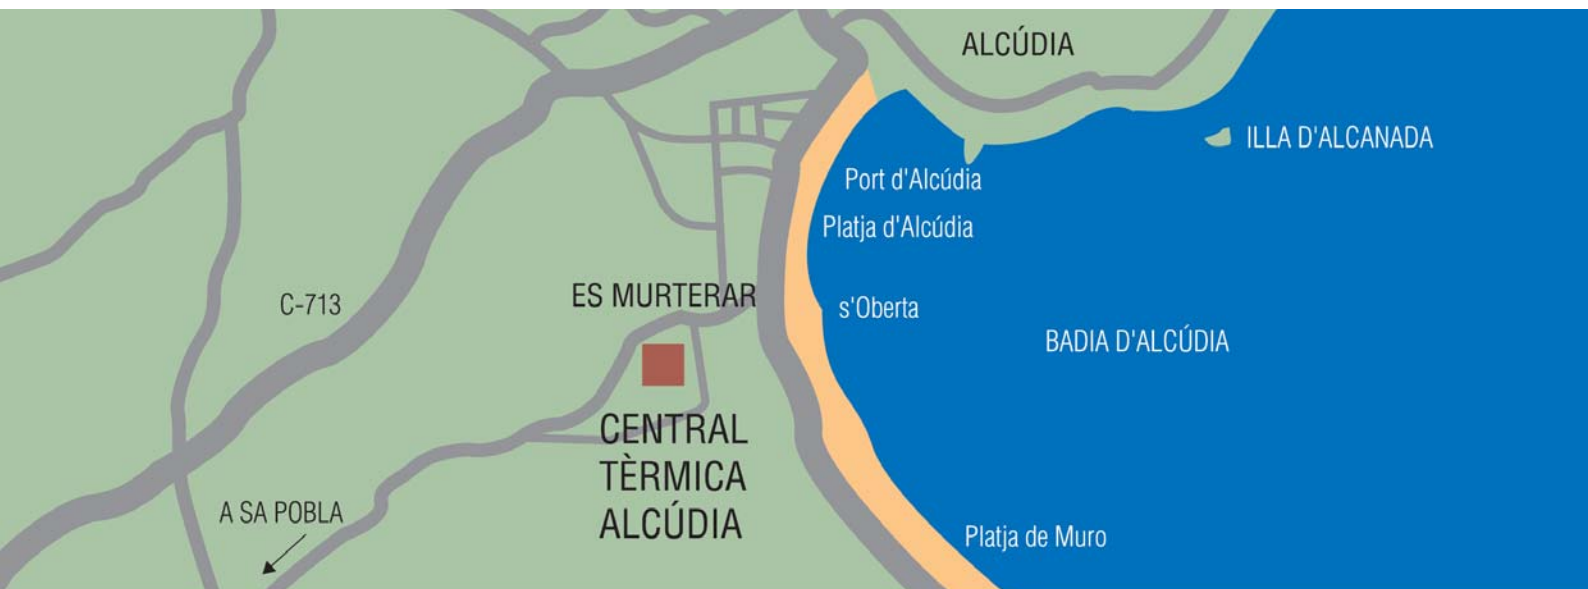 ALCÚDIA
ILLA D'ALCANADA
Port d'Alcúdia
Platja d'Alcúdia
ES MURTERAR
C-713
s'Oberta
BADIA D'ALCÚDIA
CENTRAL
TÈRMICA
ALCÚDIA
A SA POBLA
Platja de Muro